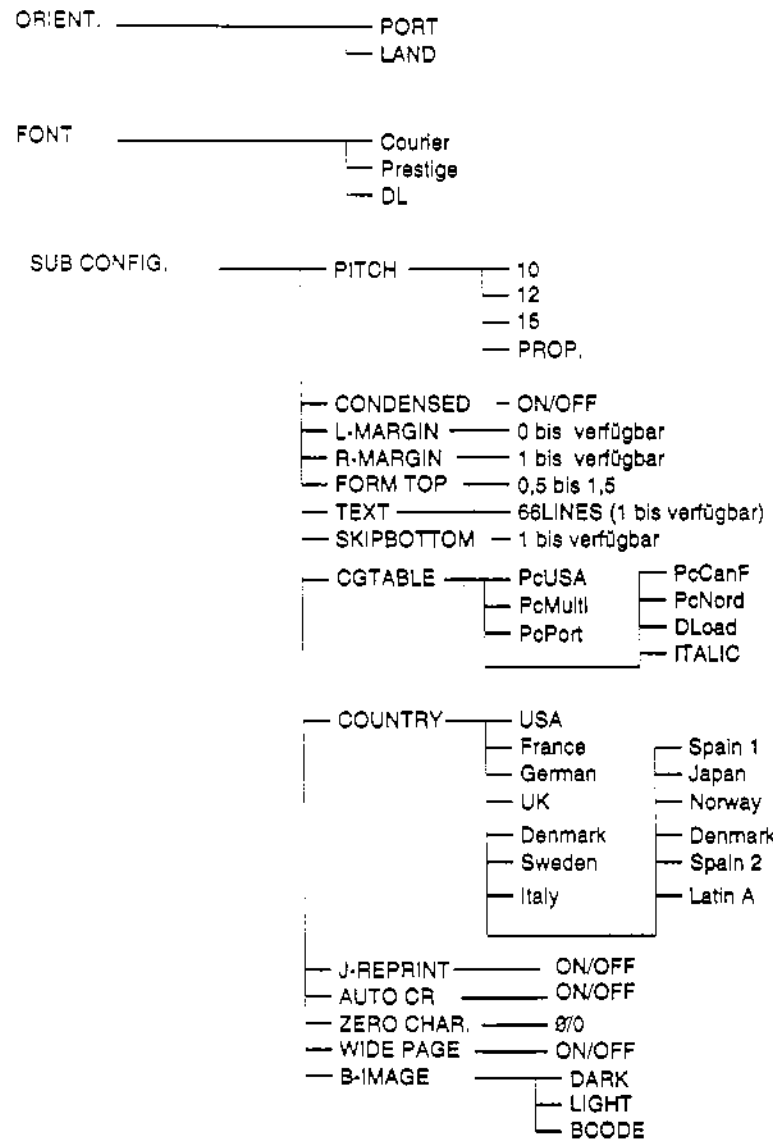 ORIENT. PORT
LAND
FONT Courier
Prestige
DL
SUB CONFIG. PITCH 10
12
15
PROP.
CONDENSED ON/OFF
L-MARGIN 0 bis verfügbar
R-MARGIN 1 bis verfügbar
FORM TOP 0,5 bis 1,5
TEXT 66LINES (1 bis verfügbar)
SKIPBOTTOM 1 bis verfügbar
CGTABLE PcUSA PcCanF
PcMulti PcNord
PcPort DLoad
ITALIC
COUNTRY USA
France Spain 1
German Japan
UK Norway
Denmark Denmark
Sweden Spain 2
Italy Latin A
J-REPRINT ON/OFF
AUTO CR ON/OFF
ZERO CHAR. Ø/0
WIDE PAGE ON/OFF
B-IMAGE DARK
LIGHT
BCODE